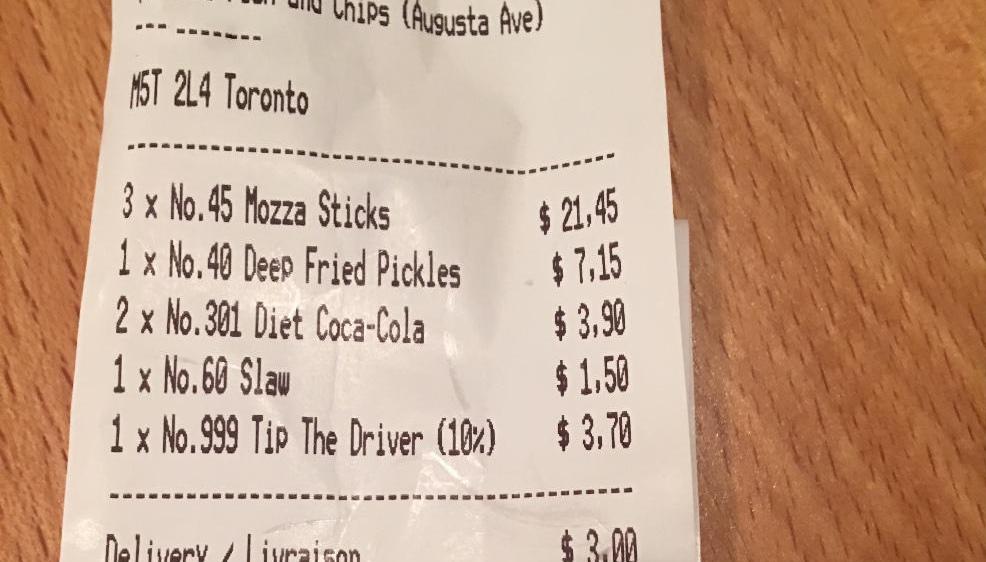 and Chips (Augusta Ave)
--- -------
M5T 2L4 Toronto
3 x No.45 Mozza Sticks $ 21,45
1 x No.40 Deep Fried Pickles $ 7,15
2 x No.301 Diet Coca-Cola $ 3,90
1 x No.60 Slaw $ 1,50
1 x No.999 Tip The Driver (10%) $ 3,70
Delivery / Livraison $ 3,00